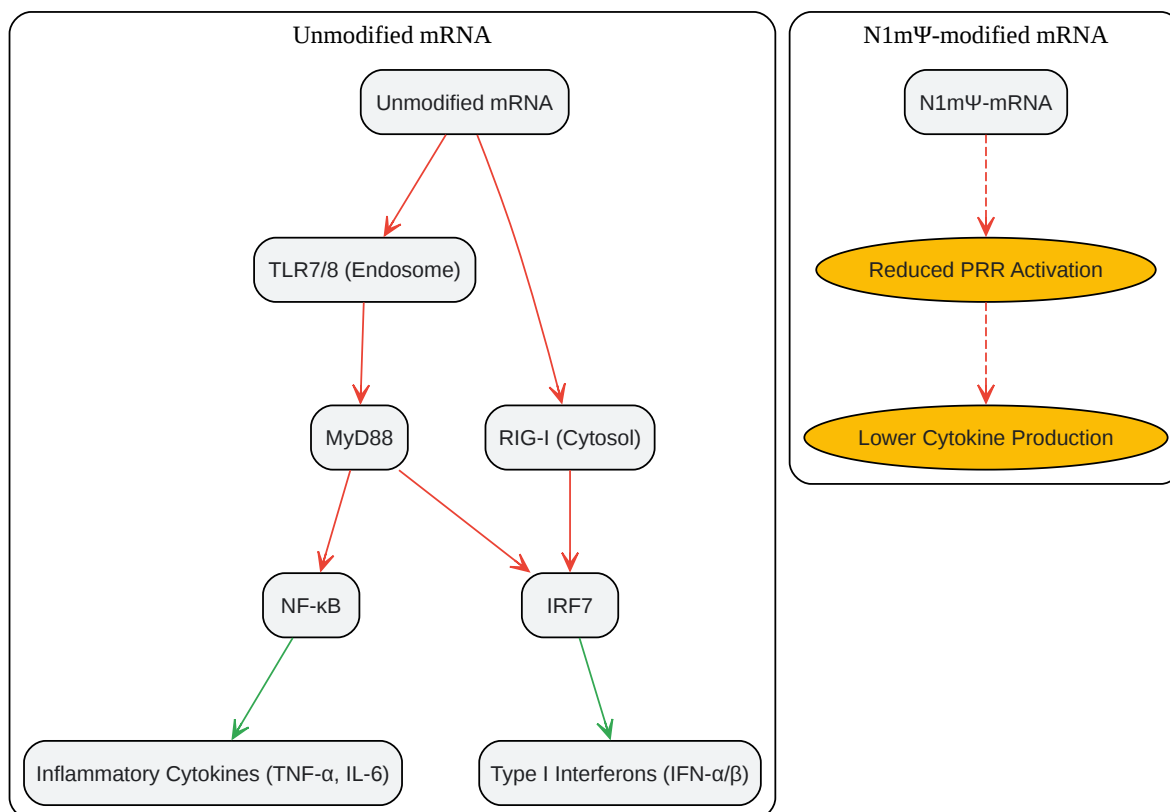 Unmodified mRNA
Unmodified mRNA
TLR7/8 (Endosome)
MyD88
RIG-I (Cytosol)
NF-κB
IRF7
Inflammatory Cytokines (TNF-α, IL-6)
Type I Interferons (IFN-α/β)
N1mΨ-modified mRNA
N1mΨ-mRNA
Reduced PRR Activation
Lower Cytokine Production